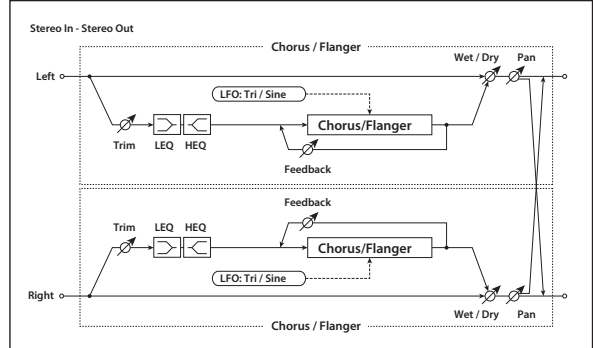 Stereo In - Stereo Out
Chorus / Flanger
Wet / Dry Pan
Left
LFO: Tri / Sine
Chorus/Flanger
Trim LEQ HEQ
Feedback
Feedback
Trim LEQ HEQ
Chorus/Flanger
LFO: Tri / Sine
Right
Wet / Dry Pan
Chorus / Flanger